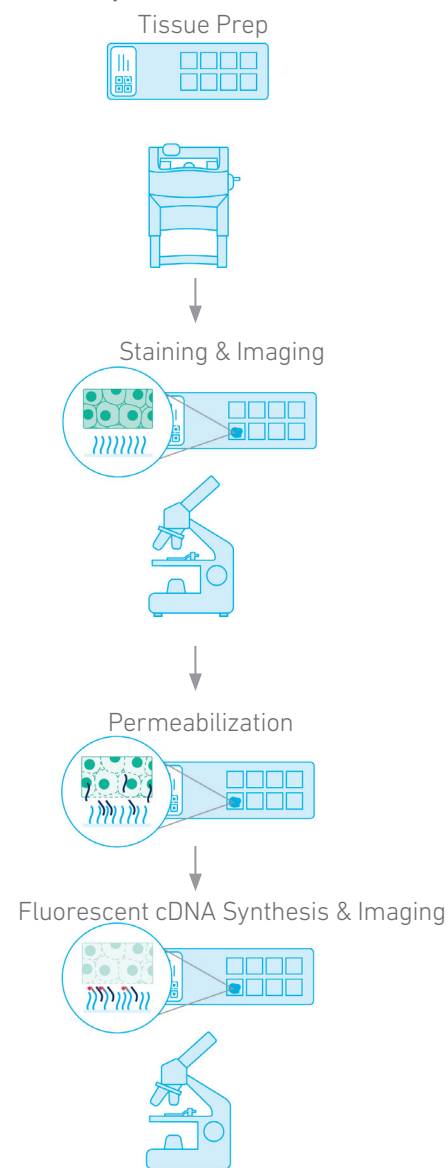 Tissue Prep
Staining & Imaging
Permeabilization
Fluorescent cDNA Synthesis & Imaging